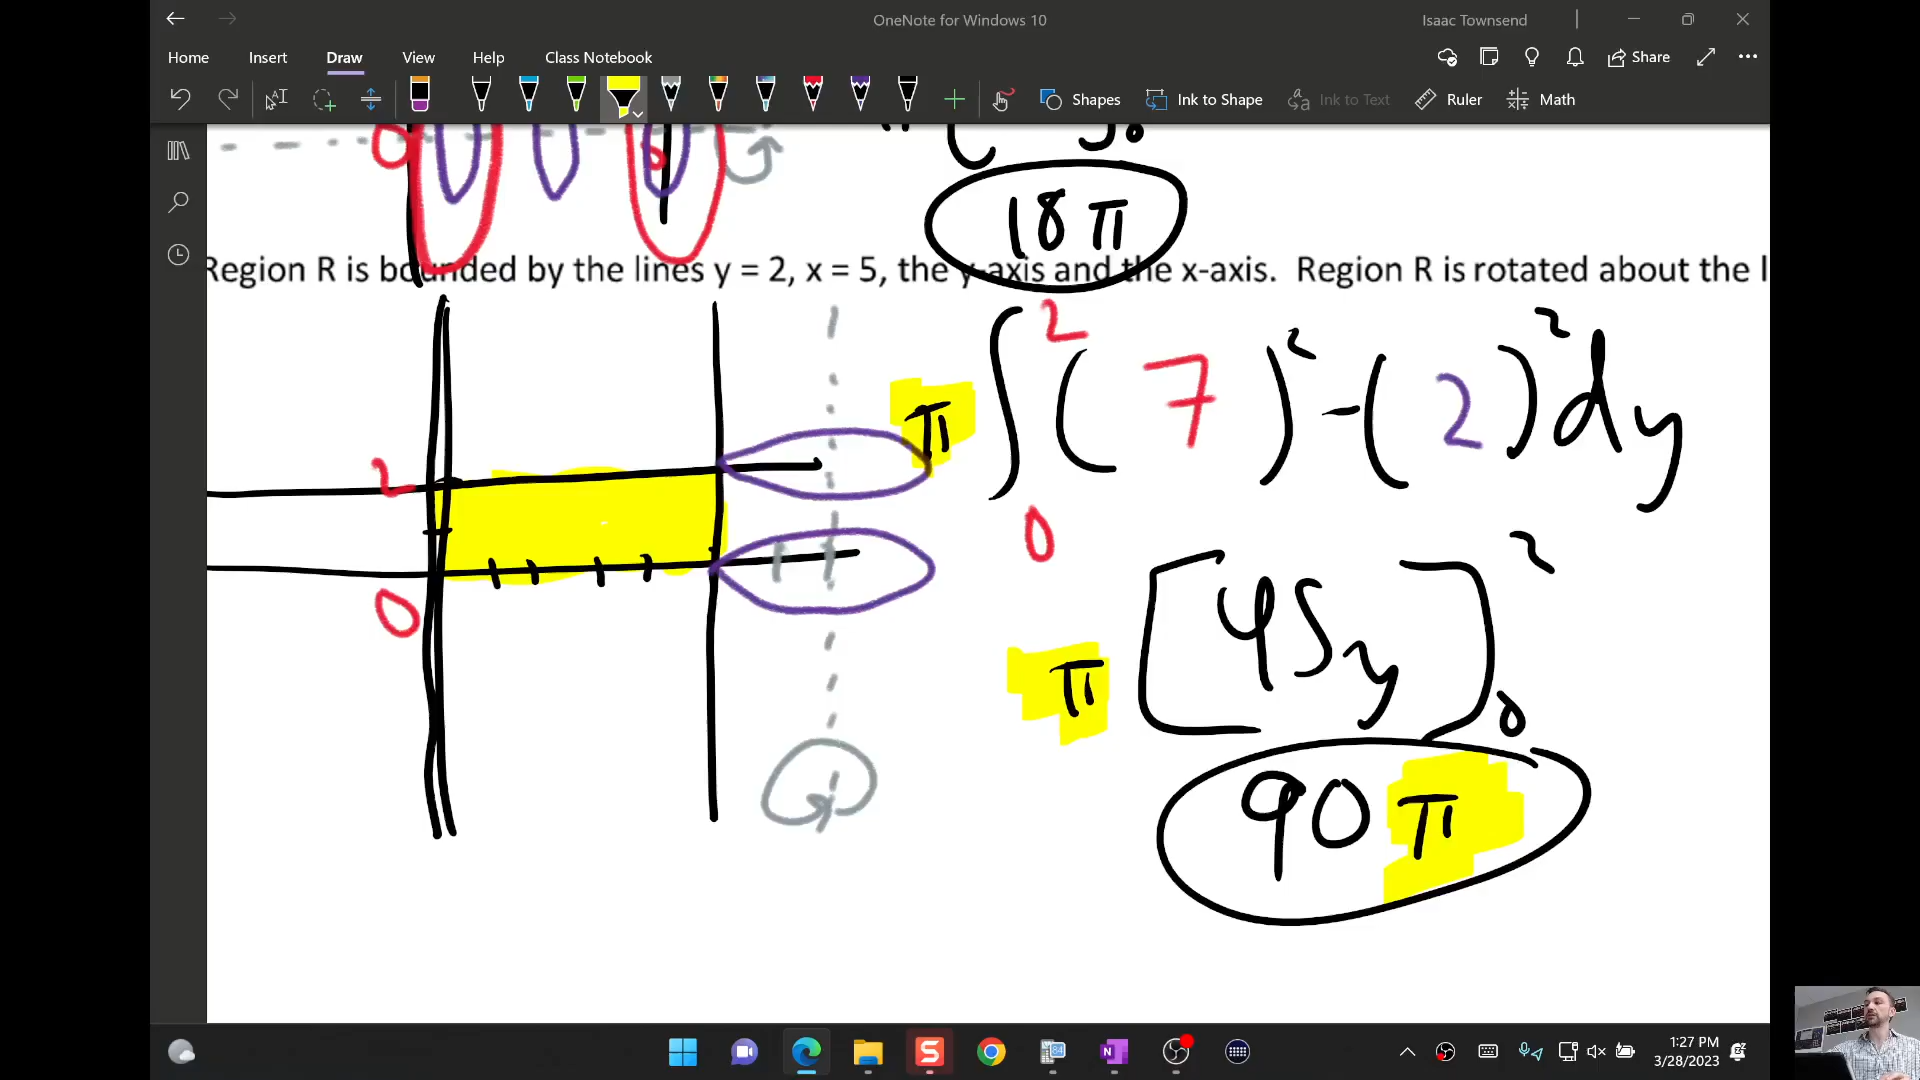 OneNote for Windows 10
Isaac Townsend
Home Insert Draw View Help Class Notebook
Share
Shapes Ink to Shape Ink to Text Ruler Math
0
18 π
Region R is bounded by the lines y = 2, x = 5, the y-axis and the x-axis. Region R is rotated about the l
2
0
π ∫ 2 0 ( 7 )² - ( 2 )² dy
π [ 45y ] 2 0
90 π
1:27 PM
3/28/2023